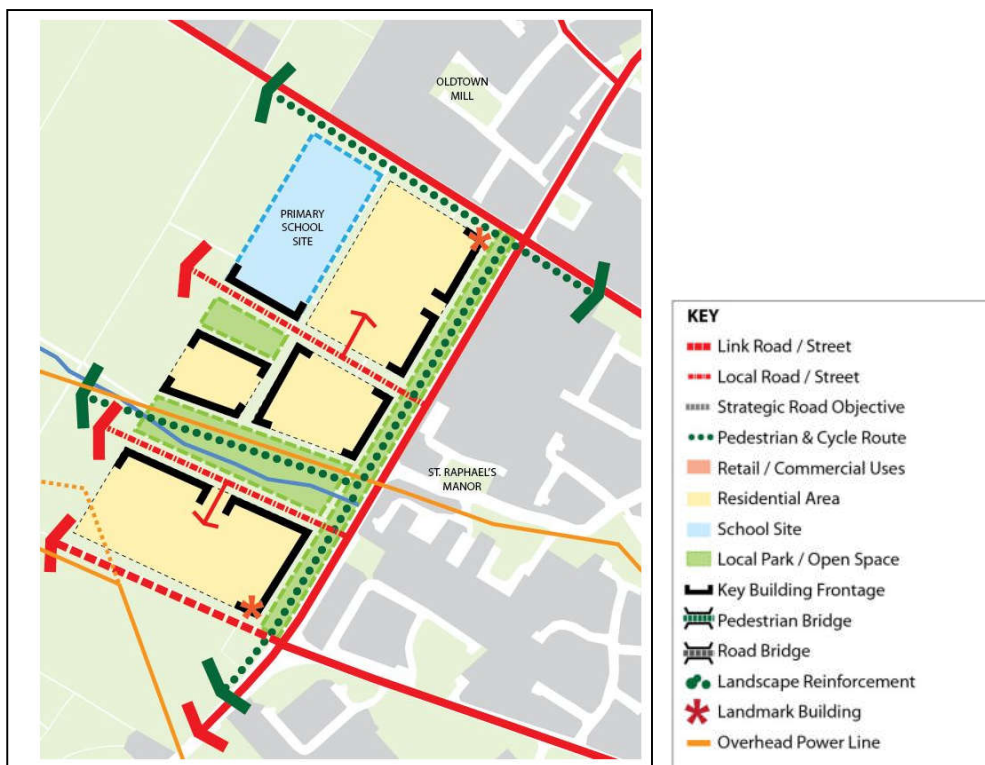 OLDTOWN
MILL
PRIMARY
SCHOOL
SITE
ST. RAPHAEL'S
MANOR
KEY
Link Road / Street
Local Road / Street
Strategic Road Objective
Pedestrian & Cycle Route
Retail / Commercial Uses
Residential Area
School Site
Local Park / Open Space
Key Building Frontage
Pedestrian Bridge
Road Bridge
Landscape Reinforcement
Landmark Building
Overhead Power Line